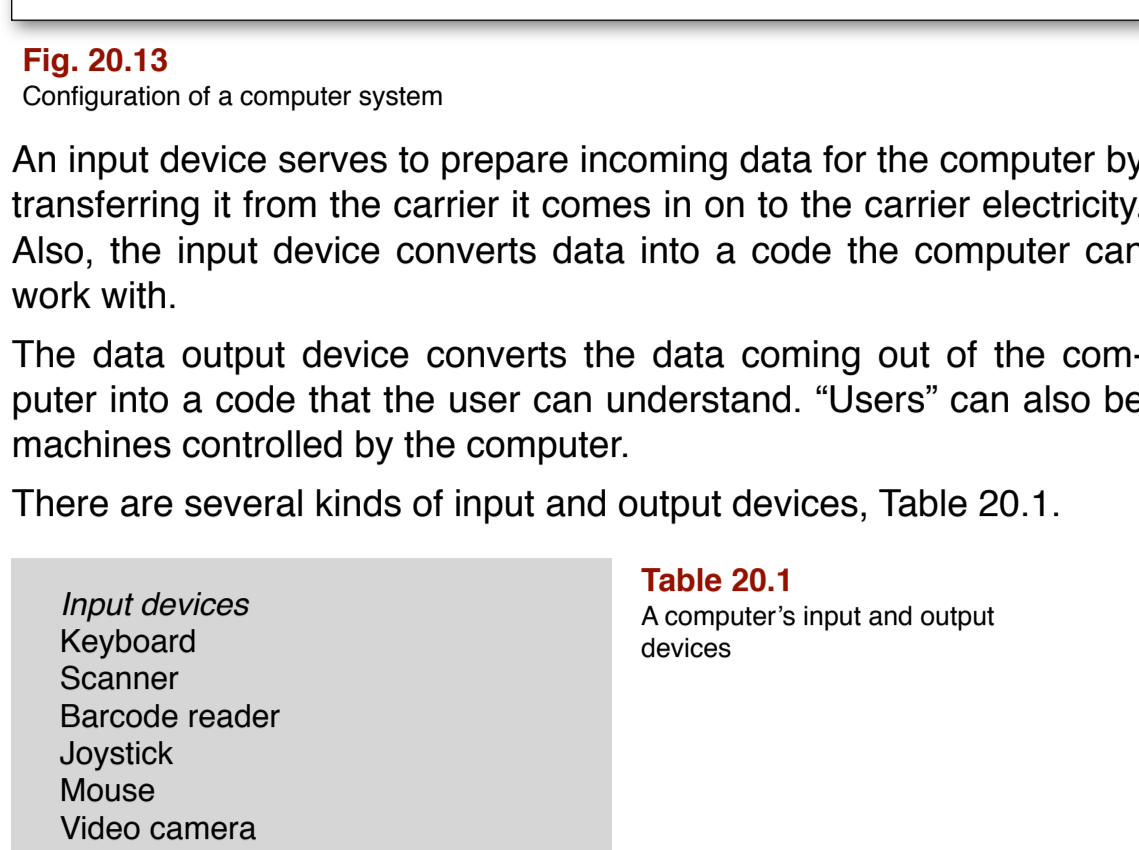 Fig. 20.13
Configuration of a computer system
An input device serves to prepare incoming data for the computer by
transferring it from the carrier it comes in on to the carrier electricity.
Also, the input device converts data into a code the computer can
work with.
The data output device converts the data coming out of the com-
puter into a code that the user can understand. “Users” can also be
machines controlled by the computer.
There are several kinds of input and output devices, Table 20.1.
Input devices
Keyboard
Scanner
Barcode reader
Joystick
Mouse
Video camera
Table 20.1
A computer’s input and output
devices